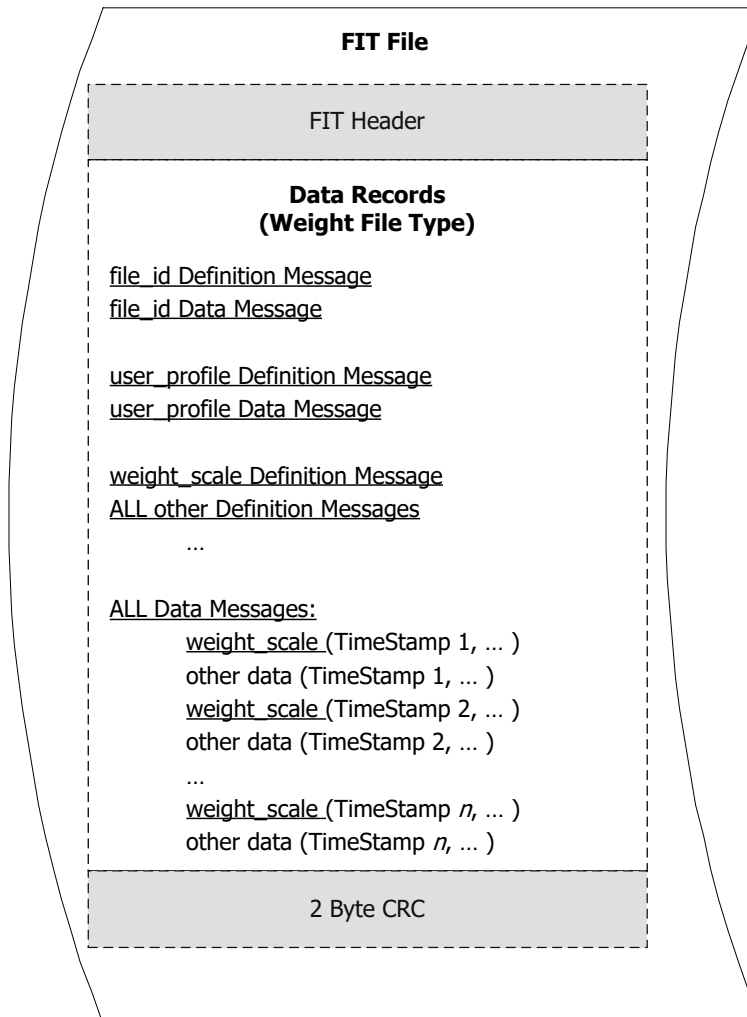 FIT File
FIT Header
Data Records
(Weight File Type)
file_id Definition Message
file_id Data Message
user_profile Definition Message
user_profile Data Message
weight_scale Definition Message
ALL other Definition Messages
…
ALL Data Messages:
weight_scale (TimeStamp 1, … )
other data (TimeStamp 1, … )
weight_scale (TimeStamp 2, … )
other data (TimeStamp 2, … )
…
weight_scale (TimeStamp n, … )
other data (TimeStamp n, … )
2 Byte CRC